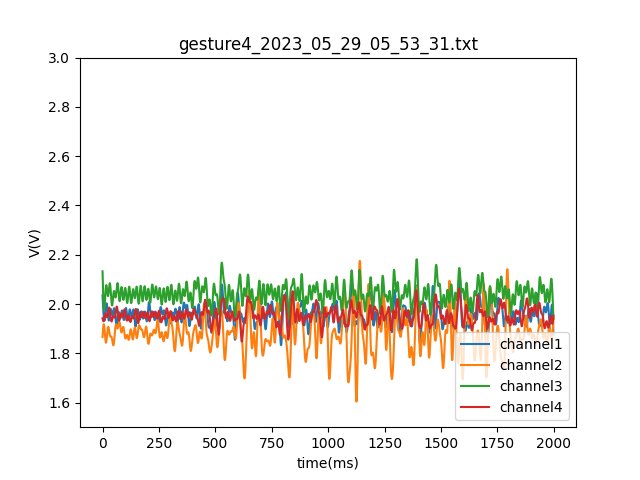 gesture4_2023_05_29_05_53_31.txt
3.0
2.8
2.6
2.4
2.2
2.0
1.8
1.6
V(V)
channel1
channel2
channel3
channel4
0 250 500 750 1000 1250 1500 1750 2000
time(ms)